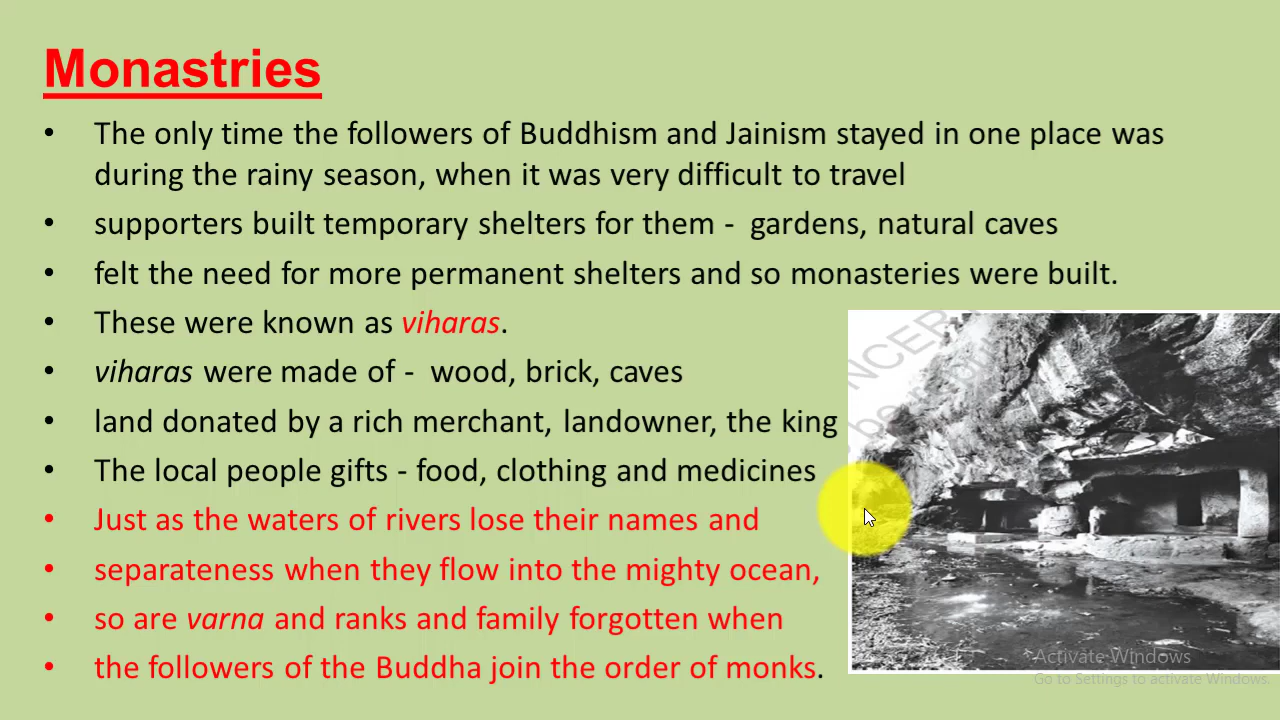 Monastries
• The only time the followers of Buddhism and Jainism stayed in one place was
during the rainy season, when it was very difficult to travel
• supporters built temporary shelters for them - gardens, natural caves
• felt the need for more permanent shelters and so monasteries were built.
• These were known as viharas.
• viharas were made of - wood, brick, caves
• land donated by a rich merchant, landowner, the king
• The local people gifts - food, clothing and medicines
• Just as the waters of rivers lose their names and
• separateness when they flow into the mighty ocean,
• so are varna and ranks and family forgotten when
• the followers of the Buddha join the order of monks.
Activate Windows
Go to Settings to activate Windows.